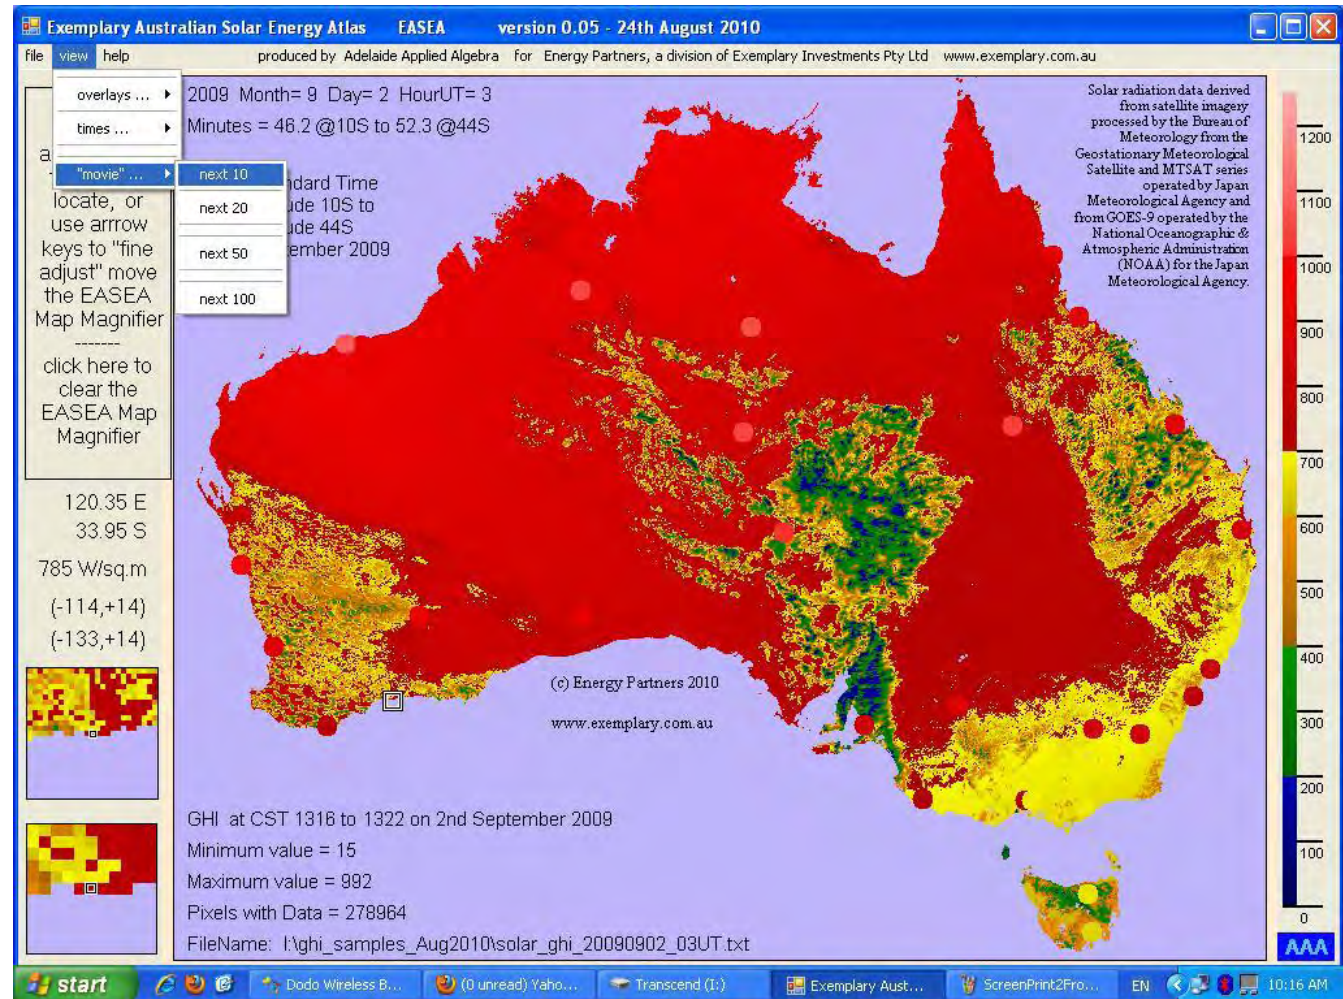 Exemplary Australian Solar Energy Atlas EASEA version 0.05 - 24th August 2010
file view help produced by Adelaide Applied Algebra for Energy Partners, a division of Exemplary Investments Pty Ltd www.exemplary.com.au
overlays ...
times ...
"movie" ...
next 10
next 20
next 50
next 100
locate, or
use arrrow
keys to "fine
adjust" move
the EASEA
Map Magnifier
-------
click here to
clear the
EASEA Map
Magnifier
120.35 E
33.95 S
785 W/sq.m
(-114,+14)
(-133,+14)
2009 Month= 9 Day= 2 HourUT= 3
Minutes = 46.2 @10S to 52.3 @44S
ndard Time
ude 10S to
ude 44S
ember 2009
Solar radiation data derived
from satellite imagery
processed by the Bureau of
Meteorology from the
Geostationary Meteorological
Satellite and MTSAT series
operated by Japan
Meteorological Agency and
from GOES-9 operated by the
National Oceanographic &
Atmospheric Administration
(NOAA) for the Japan
Meteorological Agency.
(c) Energy Partners 2010
www.exemplary.com.au
GHI at CST 1316 to 1322 on 2nd September 2009
Minimum value = 15
Maximum value = 992
Pixels with Data = 278964
FileName: I:\ghi_samples_Aug2010\solar_ghi_20090902_03UT.txt
1200
1100
1000
900
800
700
600
500
400
300
200
100
0
AAA
start Dodo Wireless B... (0 unread) Yaho... Transcend (I:) Exemplary Aust... ScreenPrint2Fro... EN 10:16 AM